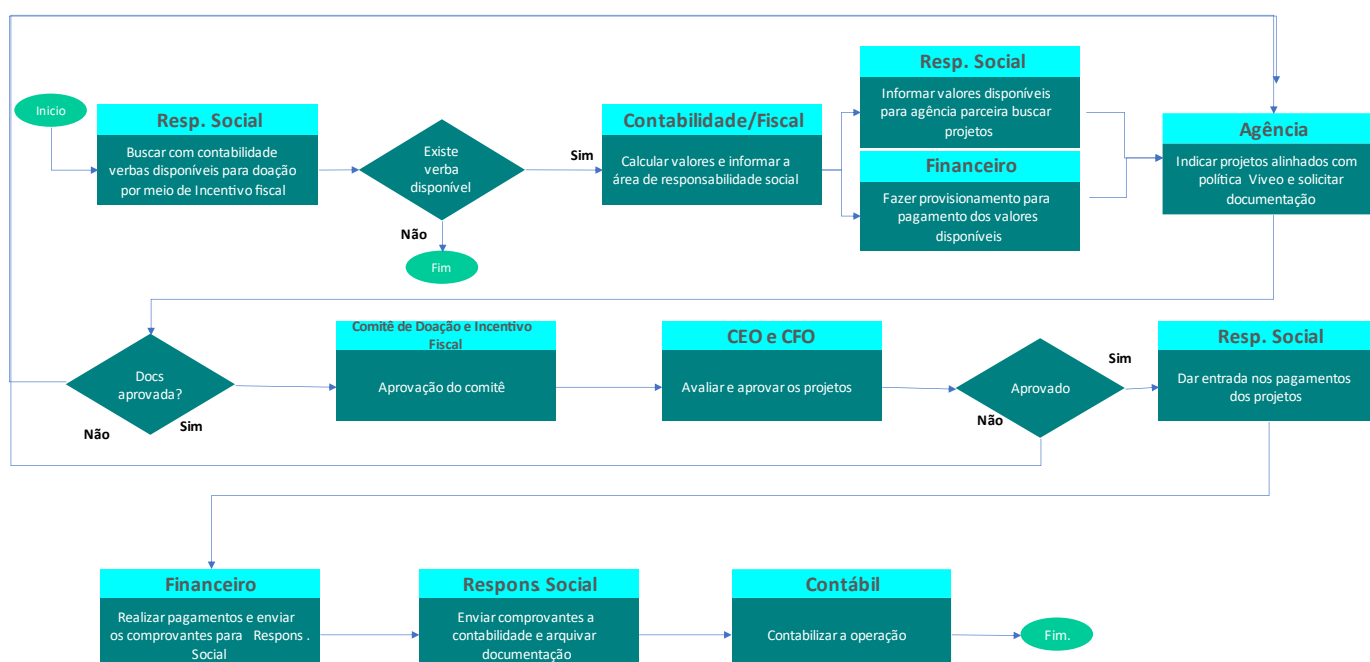 Inicio
Resp. Social
Buscar com contabilidade
verbas disponíveis para doação
por meio de Incentivo fiscal
Existe
verba
disponível
Sim
Não
Fim
Contabilidade/Fiscal
Calcular valores e informar a
área de responsabilidade social
Resp. Social
Informar valores disponíveis
para agência parceira buscar
projetos
Financeiro
Fazer provisionamento para
pagamento dos valores
disponíveis
Agência
Indicar projetos alinhados com
política Viveo e solicitar
documentação
Docs
aprovada?
Não
Sim
Comitê de Doação e Incentivo
Fiscal
Aprovação do comitê
CEO e CFO
Avaliar e aprovar os projetos
Aprovado
Sim
Não
Resp. Social
Dar entrada nos pagamentos
dos projetos
Financeiro
Realizar pagamentos e enviar
os comprovantes para Respons .
Social
Respons. Social
Enviar comprovantes a
contabilidade e arquivar
documentação
Contábil
Contabilizar a operação
Fim.